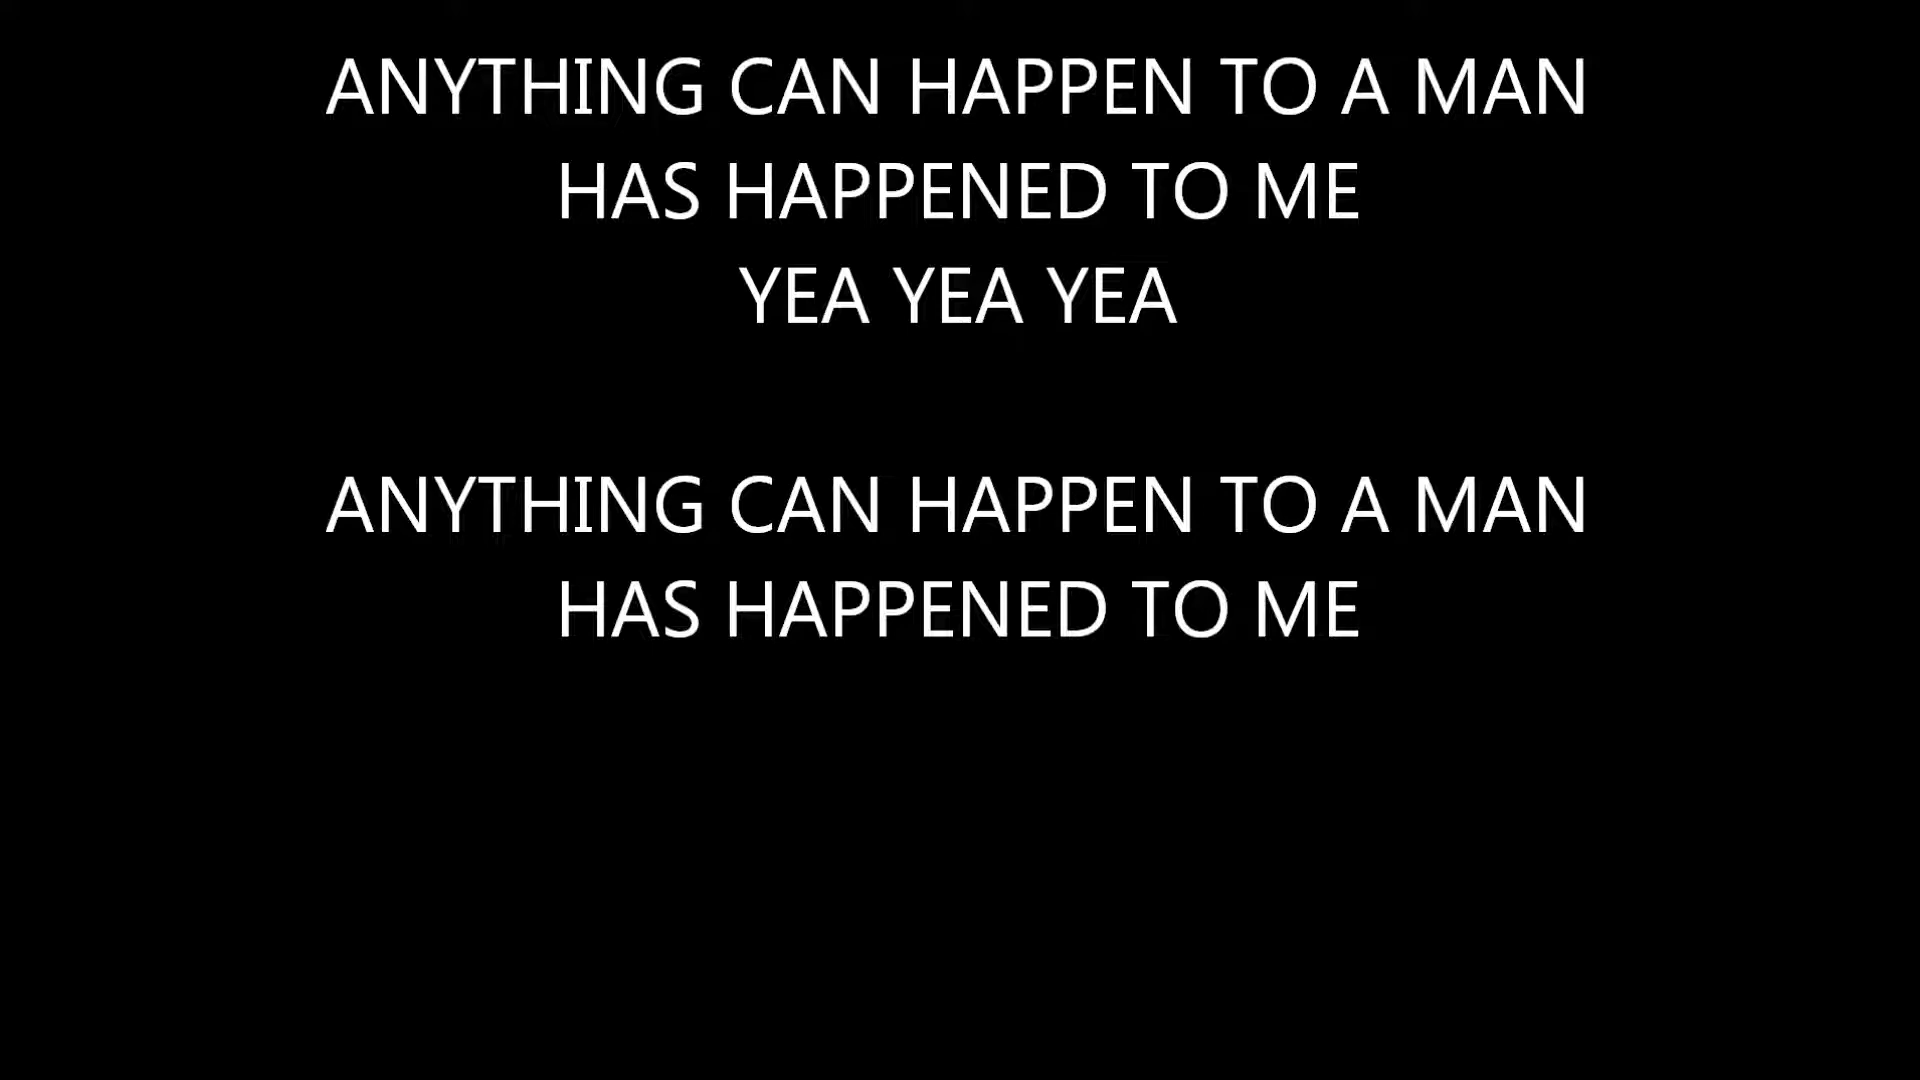 ANYTHING CAN HAPPEN TO A MAN
HAS HAPPENED TO ME
YEA YEA YEA
ANYTHING CAN HAPPEN TO A MAN
HAS HAPPENED TO ME